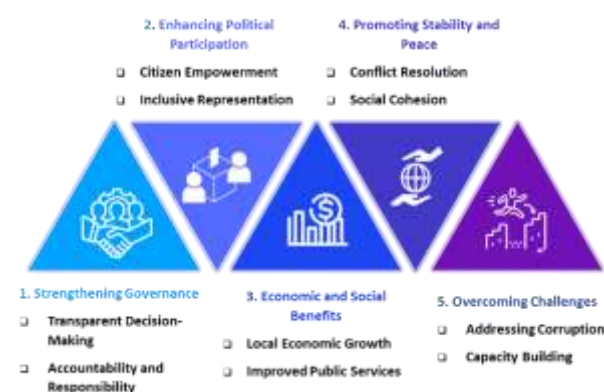 2. Enhancing Political
Participation
❑ Citizen Empowerment
❑ Inclusive Representation
4. Promoting Stability and
Peace
❑ Conflict Resolution
❑ Social Cohesion
1. Strengthening Governance
❑ Transparent Decision-
Making
❑ Accountability and
Responsibility
3. Economic and Social
Benefits
❑ Local Economic Growth
❑ Improved Public Services
5. Overcoming Challenges
❑ Addressing Corruption
❑ Capacity Building